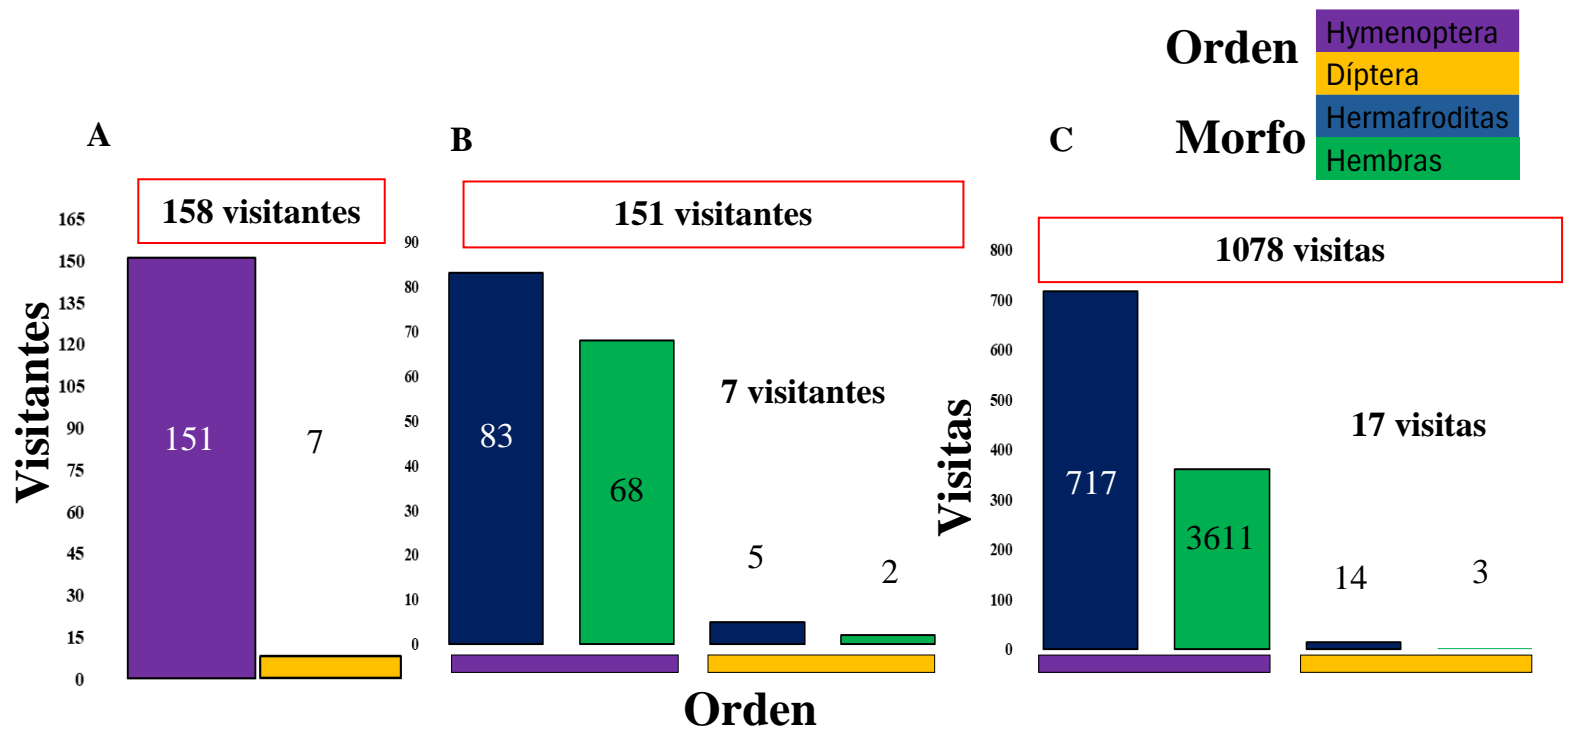 Orden
Hymenoptera
Díptera
Morfo
Hermafroditas
Hembras
A
158 visitantes
Visitantes
165
150
135
120
105
90
75
60
45
30
15
0
151
7
B
151 visitantes
90
80
70
60
50
40
30
20
10
0
83
68
7 visitantes
5
2
C
1078 visitas
Visitas
800
700
600
500
400
300
200
100
0
717
3611
17 visitas
14
3
Orden